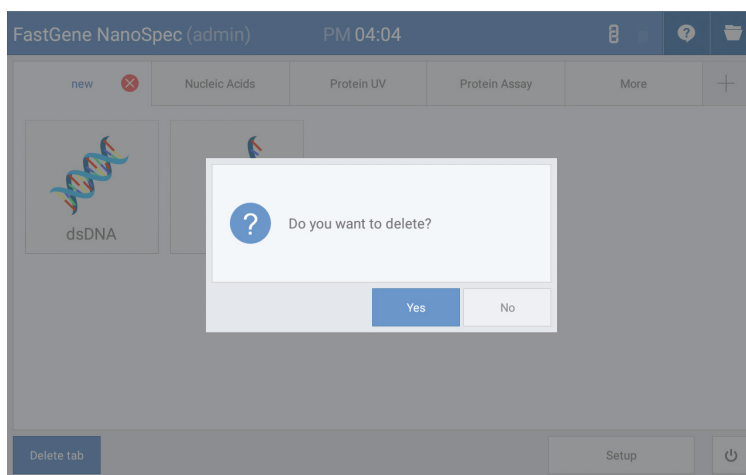 FastGene NanoSpec (admin) PM 04:04
new Nucleic Acids Protein UV Protein Assay More
dsDNA
Do you want to delete?
Yes No
Delete tab Setup